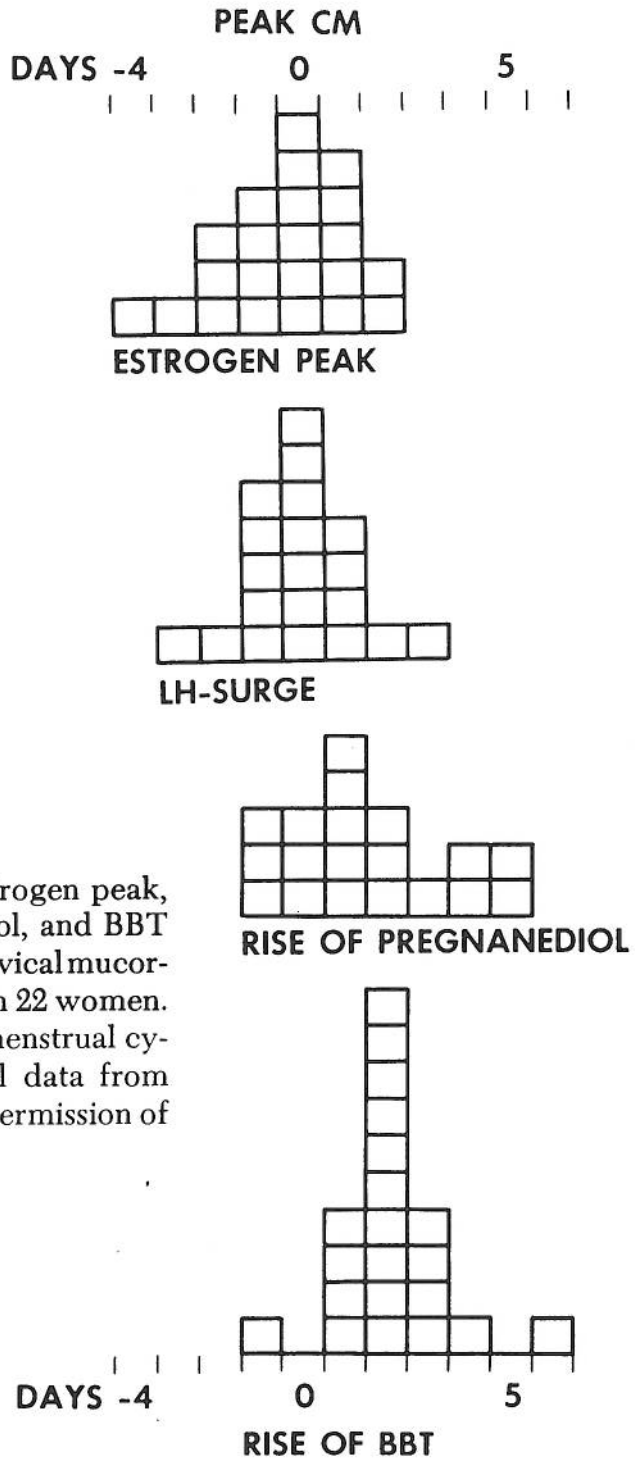 PEAK CM
DAYS -4 0 5
ESTROGEN PEAK
LH-SURGE
RISE OF PREGNANEDIOL
rogen peak,
ol, and BBT
vical mucor-
n 22 women.
nenstrual cy-
l data from
ermission of
DAYS -4 0 5
RISE OF BBT